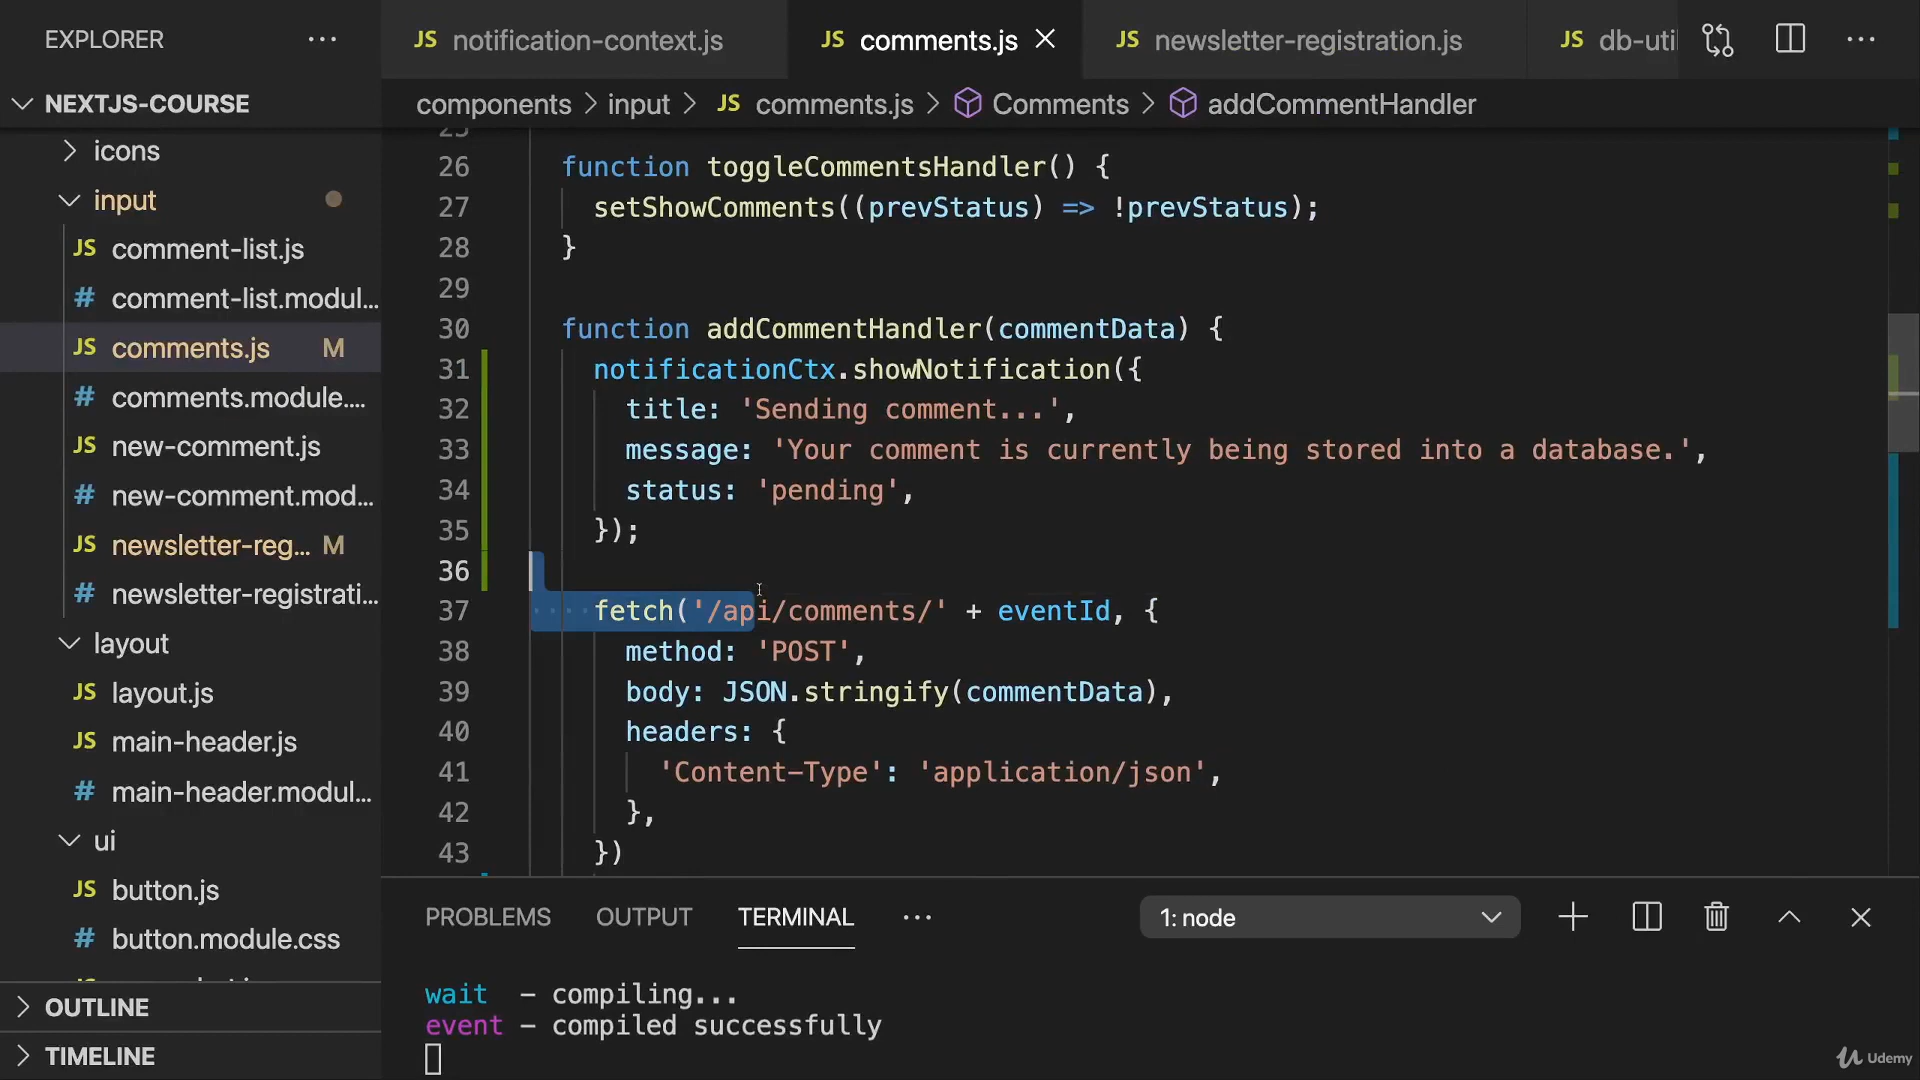 EXPLORER
NEXTJS-COURSE
icons
input
JS comment-list.js
# comment-list.modul...
JS comments.js M
# comments.module....
JS new-comment.js
# new-comment.mod...
JS newsletter-reg... M
# newsletter-registrati...
layout
JS layout.js
JS main-header.js
# main-header.modul...
ui
JS button.js
# button.module.css
OUTLINE
TIMELINE
JS notification-context.js
JS comments.js
JS newsletter-registration.js
JS db-util
components > input > JS comments.js > Comments > addCommentHandler
25
26 function toggleCommentsHandler() {
27 setShowComments((prevStatus) => !prevStatus);
28 }
29
30 function addCommentHandler(commentData) {
31 notificationCtx.showNotification({
32 title: 'Sending comment...',
33 message: 'Your comment is currently being stored into a database.',
34 status: 'pending',
35 });
36
37 fetch('/api/comments/' + eventId, {
38 method: 'POST',
39 body: JSON.stringify(commentData),
40 headers: {
41 'Content-Type': 'application/json',
42 },
43 })
PROBLEMS OUTPUT TERMINAL ... 1: node
wait - compiling...
event - compiled successfully
Udemy